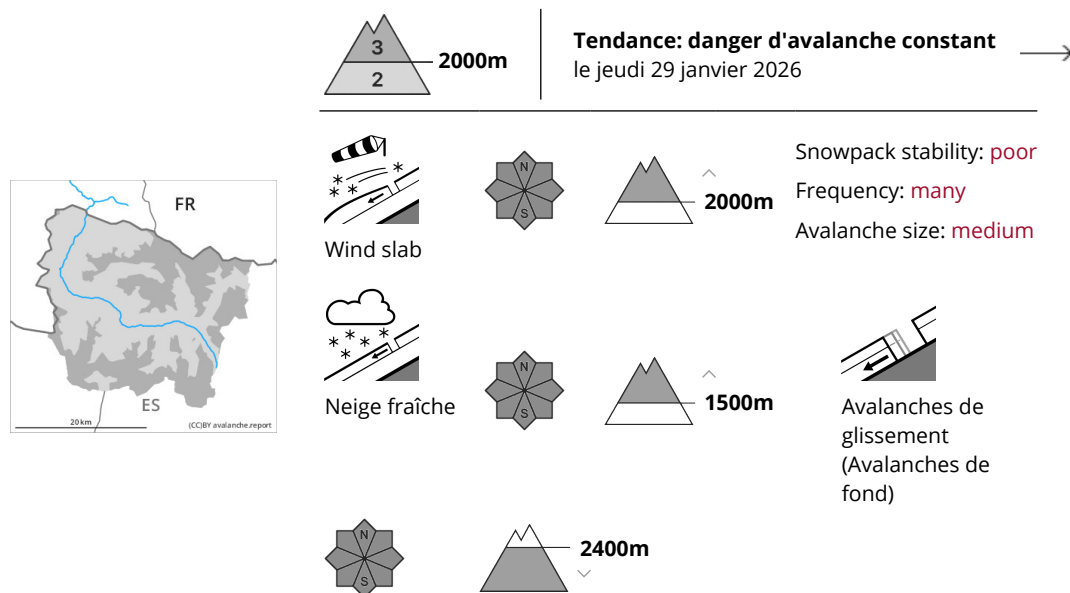 3
2
2000m
Tendance: danger d'avalanche constant
le jeudi 29 janvier 2026
FR
ES
20 km
(CC)BY avalanche.report
N
S
2000m
Wind slab
Snowpack stability: poor
Frequency: many
Avalanche size: medium
N
S
1500m
Neige fraîche
Avalanches de
glissement
(Avalanches de
fond)
N
S
2400m